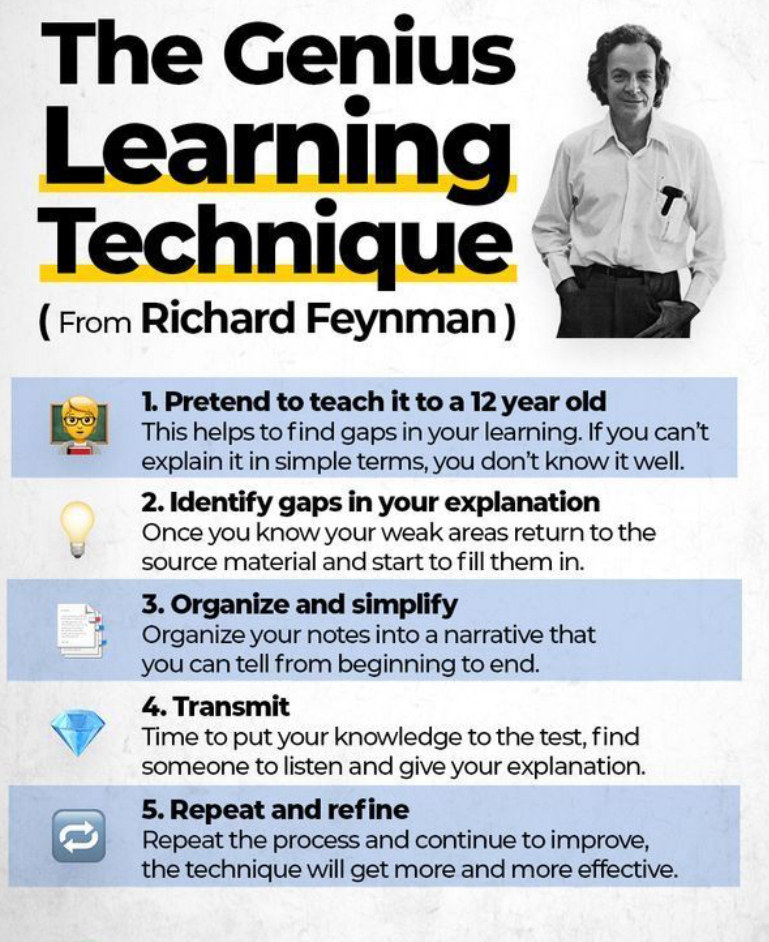 The Genius
Learning
Technique
( From Richard Feynman )
1. Pretend to teach it to a 12 year old
This helps to find gaps in your learning. If you can't
explain it in simple terms, you don't know it well.
2. Identify gaps in your explanation
Once you know your weak areas return to the
source material and start to fill them in.
3. Organize and simplify
Organize your notes into a narrative that
you can tell from beginning to end.
4. Transmit
Time to put your knowledge to the test, find
someone to listen and give your explanation.
5. Repeat and refine
Repeat the process and continue to improve,
the technique will get more and more effective.